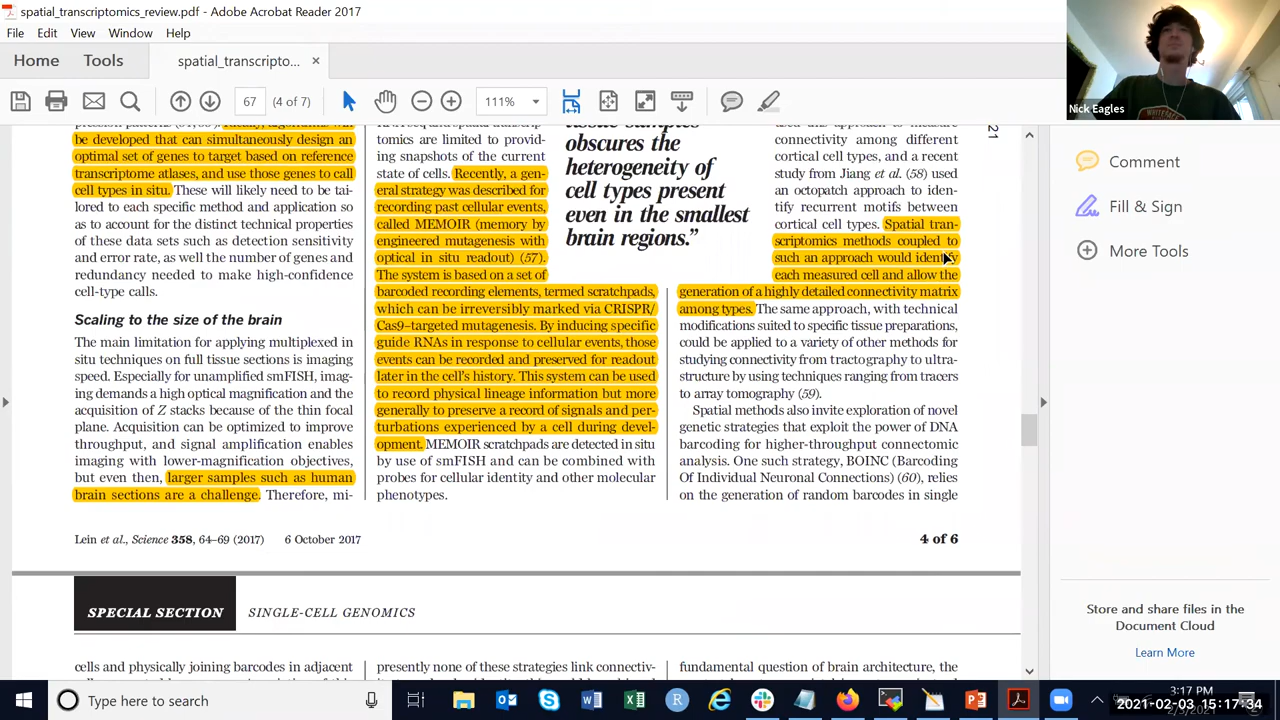 spatial_transcriptomics_review.pdf - Adobe Acrobat Reader 2017
File Edit View Window Help
Home Tools spatial_transcripto... ×
67 (4 of 7) 111%
Nick Eagles
be developed that can simultaneously design an
optimal set of genes to target based on reference
transcriptome atlases, and use those genes to call
cell types in situ. These will likely need to be tai-
lored to each specific method and application so
as to account for the distinct technical properties
of these data sets such as detection sensitivity
and error rate, as well the number of genes and
redundancy needed to make high-confidence
cell-type calls.
Scaling to the size of the brain
The main limitation for applying multiplexed in
situ techniques on full tissue sections is imaging
speed. Especially for unamplified smFISH, imag-
ing demands a high optical magnification and the
acquisition of Z stacks because of the thin focal
plane. Acquisition can be optimized to improve
throughput, and signal amplification enables
imaging with lower-magnification objectives,
but even then, larger samples such as human
brain sections are a challenge. Therefore, mi-
tomics are limited to provid-
ing snapshots of the current
state of cells. Recently, a gen-
eral strategy was described for
recording past cellular events,
called MEMOIR (memory by
engineered mutagenesis with
optical in situ readout) (57).
The system is based on a set of
barcoded recording elements, termed scratchpads,
which can be irreversibly marked via CRISPR/
Cas9–targeted mutagenesis. By inducing specific
guide RNAs in response to cellular events, those
events can be recorded and preserved for readout
later in the cell's history. This system can be used
to record physical lineage information but more
generally to preserve a record of signals and per-
turbations experienced by a cell during devel-
opment. MEMOIR scratchpads are detected in situ
by use of smFISH and can be combined with
probes for cellular identity and other molecular
phenotypes.
tissue samples
obscures the
heterogeneity of
cell types present
even in the smallest
brain regions.”
used this approach to measure
connectivity among different
cortical cell types, and a recent
study from Jiang et al. (58) used
an octopatch approach to iden-
tify recurrent motifs between
cortical cell types. Spatial tran-
scriptomics methods coupled to
such an approach would identify
each measured cell and allow the
generation of a highly detailed connectivity matrix
among types. The same approach, with technical
modifications suited to specific tissue preparations,
could be applied to a variety of other methods for
studying connectivity from tractography to ultra-
structure by using techniques ranging from tracers
to array tomography (59).
Spatial methods also invite exploration of novel
genetic strategies that exploit the power of DNA
barcoding for higher-throughput connectomic
analysis. One such strategy, BOINC (Barcoding
Of Individual Neuronal Connections) (60), relies
on the generation of random barcodes in single
21
Lein et al., Science 358, 64–69 (2017) 6 October 2017 4 of 6
SPECIAL SECTION SINGLE-CELL GENOMICS
cells and physically joining barcodes in adjacent
presently none of these strategies link connectiv-
fundamental question of brain architecture, the
Comment
Fill & Sign
More Tools
Store and share files in the
Document Cloud
Learn More
Type here to search
3:17 PM
2021-02-03 15:17:34